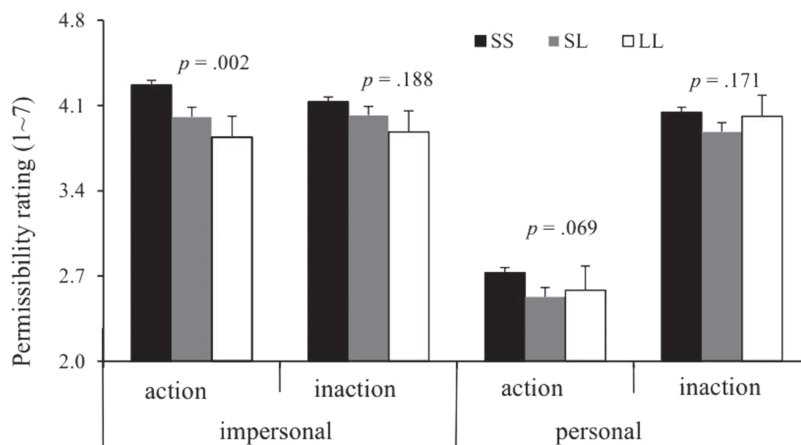 4.8
SS SL LL
p = .002
p = .188
p = .171
4.1
3.4
p = .069
2.7
2.0
Permissibility rating (1~7)
action inaction action inaction
impersonal personal